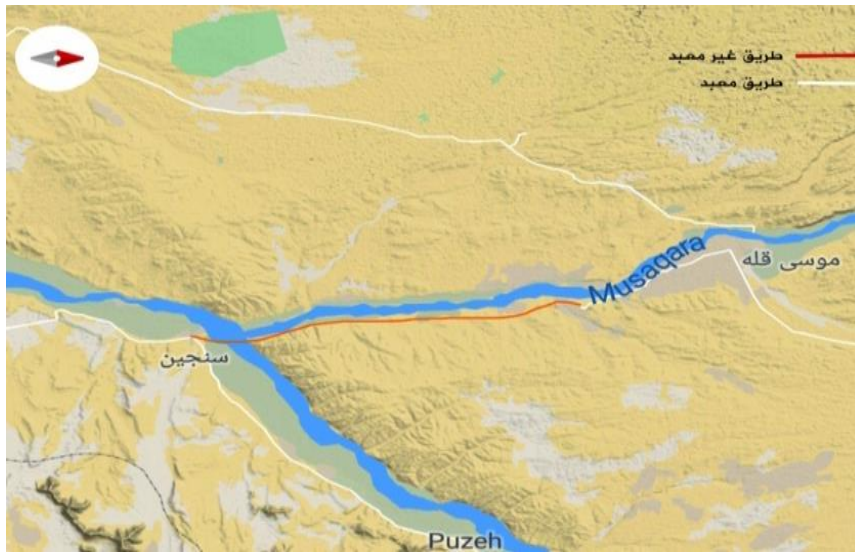 طريق غير معبد
طريق معبد
موسى قله
Musaqara
سنجين
Puzeh